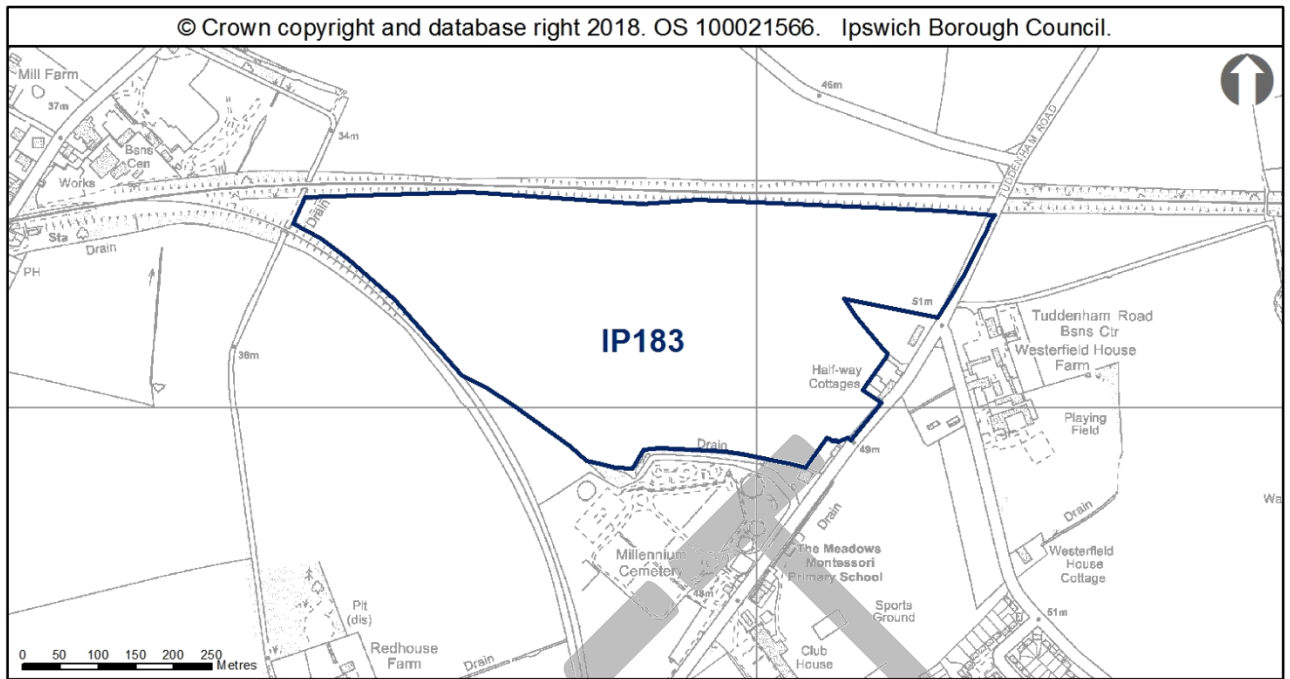 © Crown copyright and database right 2018. OS 100021566.   Ipswich Borough Council.
Mill Farm
37m
34m
Bsns
Cen
Works
46m
TUDDENHAM ROAD
Drain
Sta
Drain
PH
38m
IP183
51m
Tuddenham Road
Bsns Ctr
Westerfield House
Farm
Half-way
Cottages
Playing
Field
Drain
49m
Drain
Drain
Millennium
Cemetery
The Meadows
Montessori
Primary School
Westerfield
House
Cottage
48m
Pit
(dis)
Redhouse
Farm
Drain
Sports
Ground
Club
House
51m
0 50 100 150 200 250
Metres